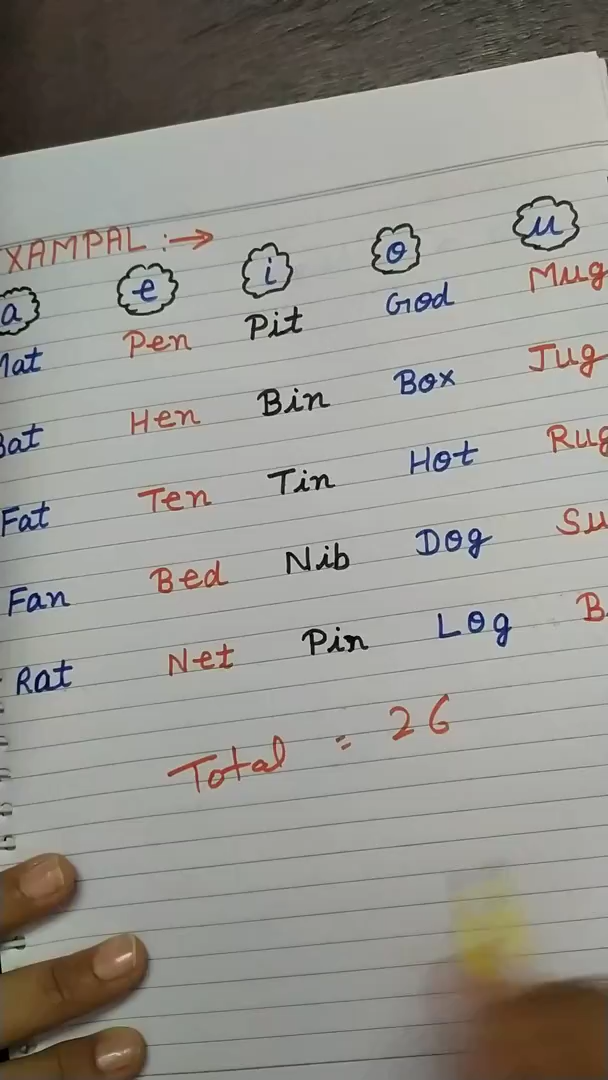 XAMPAL :→
a e i o u
Mat Pen Pit God Mug
Bat Hen Bin Box Jug
Fat Ten Tin Hot Rug
Fan Bed Nib Dog Su
Rat Net Pin Log B
Total = 26